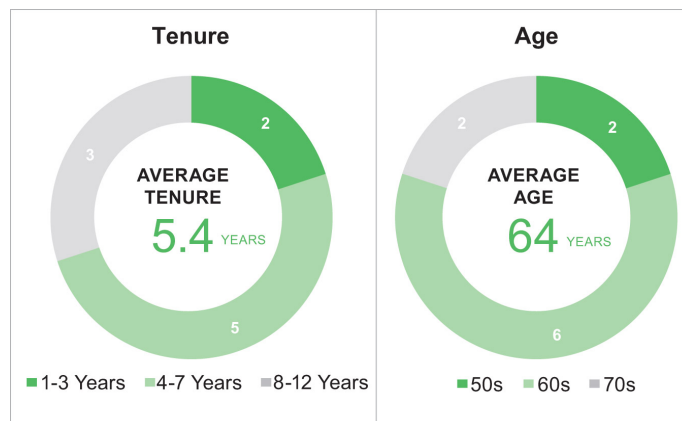 Tenure
2
3
AVERAGE
TENURE
5.4 YEARS
5
1-3 Years 4-7 Years 8-12 Years
Age
2
2
AVERAGE
AGE
64 YEARS
6
50s 60s 70s